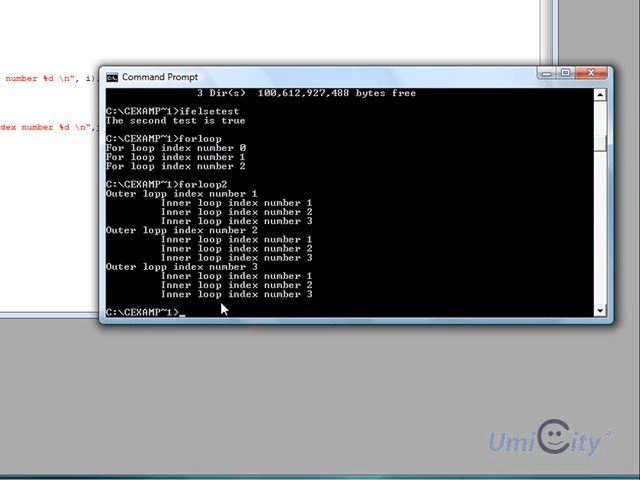 number %d \n", i)
dex number %d \n",
Command Prompt
3 Dir(s) 100,612,927,488 bytes free
C:\CEXAMP~1>ifelsetest
The second test is true
C:\CEXAMP~1>forloop
For loop index number 0
For loop index number 1
For loop index number 2
C:\CEXAMP~1>forloop2
Outer lopp index number 1
Inner loop index number 1
Inner loop index number 2
Inner loop index number 3
Outer lopp index number 2
Inner loop index number 1
Inner loop index number 2
Inner loop index number 3
Outer lopp index number 3
Inner loop index number 1
Inner loop index number 2
Inner loop index number 3
C:\CEXAMP~1>_
UmiCity